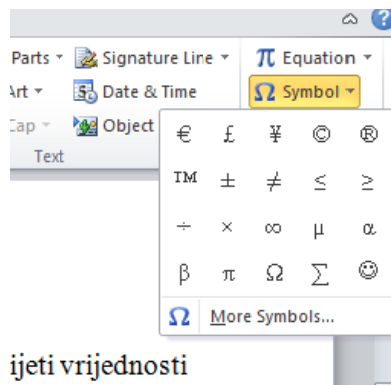 Parts Signature Line π Equation
Art Date & Time Ω Symbol
Cap Object
Text
€ £ ¥ © ®
TM ± ≠ ≤ ≥
÷ × ∞ µ α
β π Ω ∑ ☺
Ω More Symbols...
ijeti vrijednosti